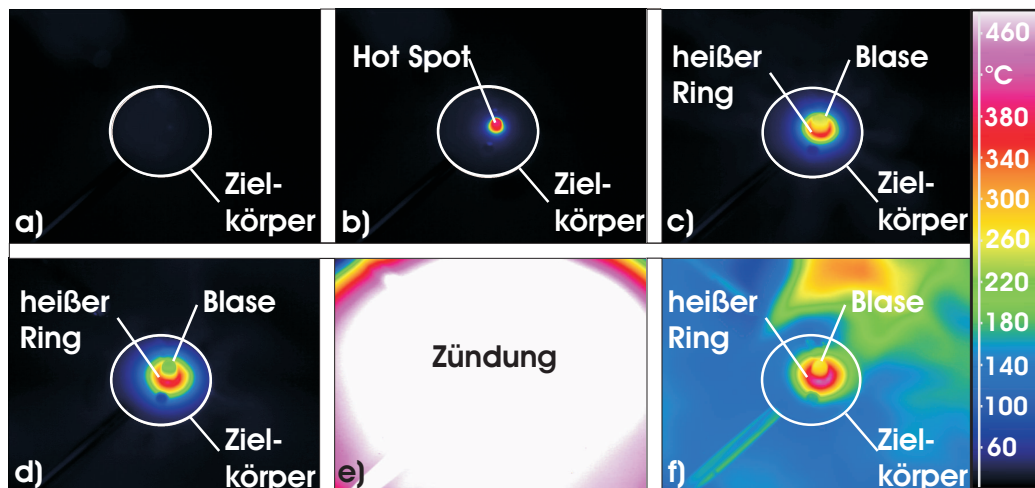 a)
Ziel-
körper
b)
Hot Spot
Ziel-
körper
c)
heißer
Ring
Blase
Ziel-
körper
d)
heißer
Ring
Blase
Ziel-
körper
e)
Zündung
f)
heißer
Ring
Blase
Ziel-
körper
460
°C
380
340
300
260
220
180
140
100
60